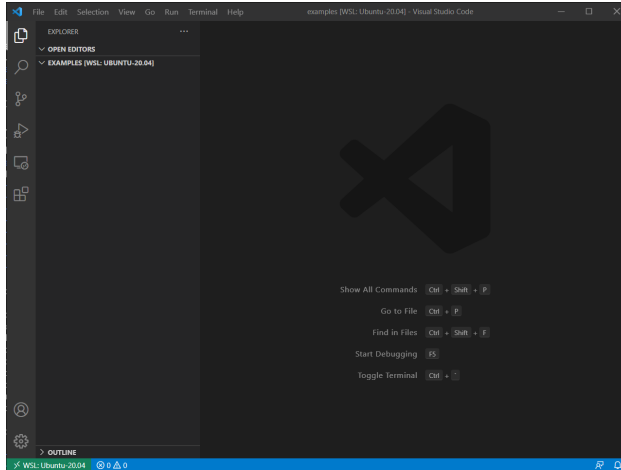 File Edit Selection View Go Run Terminal Help examples [WSL: Ubuntu-20.04] - Visual Studio Code
EXPLORER ...
OPEN EDITORS
EXAMPLES [WSL: UBUNTU-20.04]
Show All Commands Ctrl + Shift + P
Go to File Ctrl + P
Find in Files Ctrl + Shift + F
Start Debugging F5
Toggle Terminal Ctrl + `
OUTLINE
WSL: Ubuntu-20.04 0 0